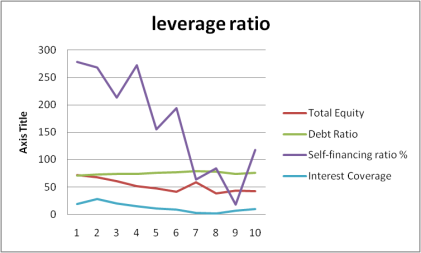 leverage ratio
300
250
200
150
100
50
0
Axis Title
1 2 3 4 5 6 7 8 9 10
Total Equity
Debt Ratio
Self-financing ratio %
Interest Coverage